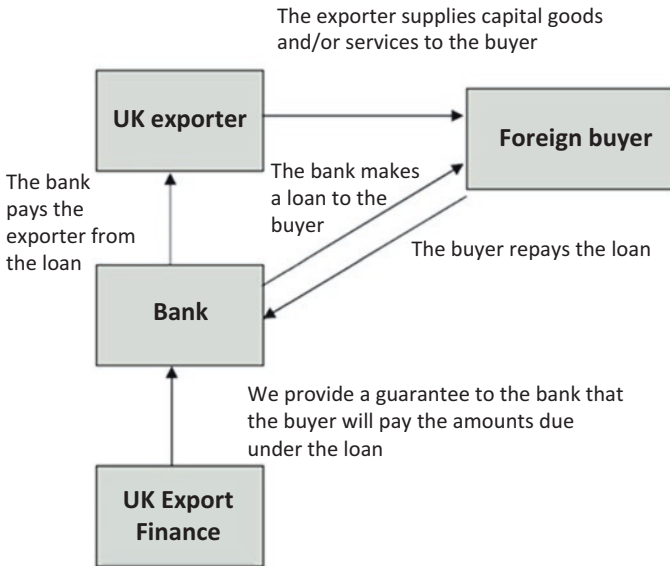 The exporter supplies capital goods
and/or services to the buyer
UK exporter
Foreign buyer
The bank
pays the
exporter from
the loan
The bank makes
a loan to the
buyer
The buyer repays the loan
Bank
We provide a guarantee to the bank that
the buyer will pay the amounts due
under the loan
UK Export
Finance